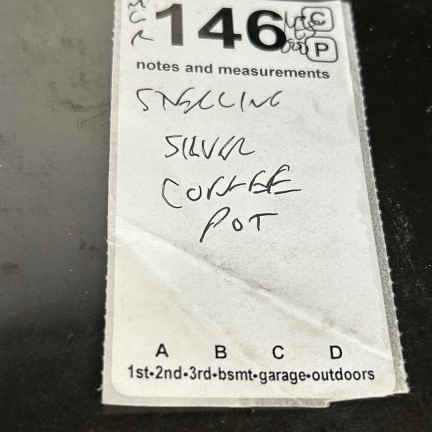 146
C
P
notes and measurements
STERLING
SILVER
COFFEE
POT
A B C D
1st•2nd•3rd•bsmt•garage•outdoors